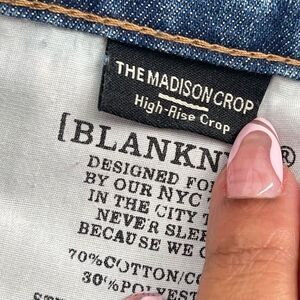 THE MADISON CROP
High-Rise Crop
[BLANKN
®
DESIGNED FO
BY OUR NYC
IN THE CITY
NEVER SLE
BECAUSE WE
70% COTTON/
30% POLYEST